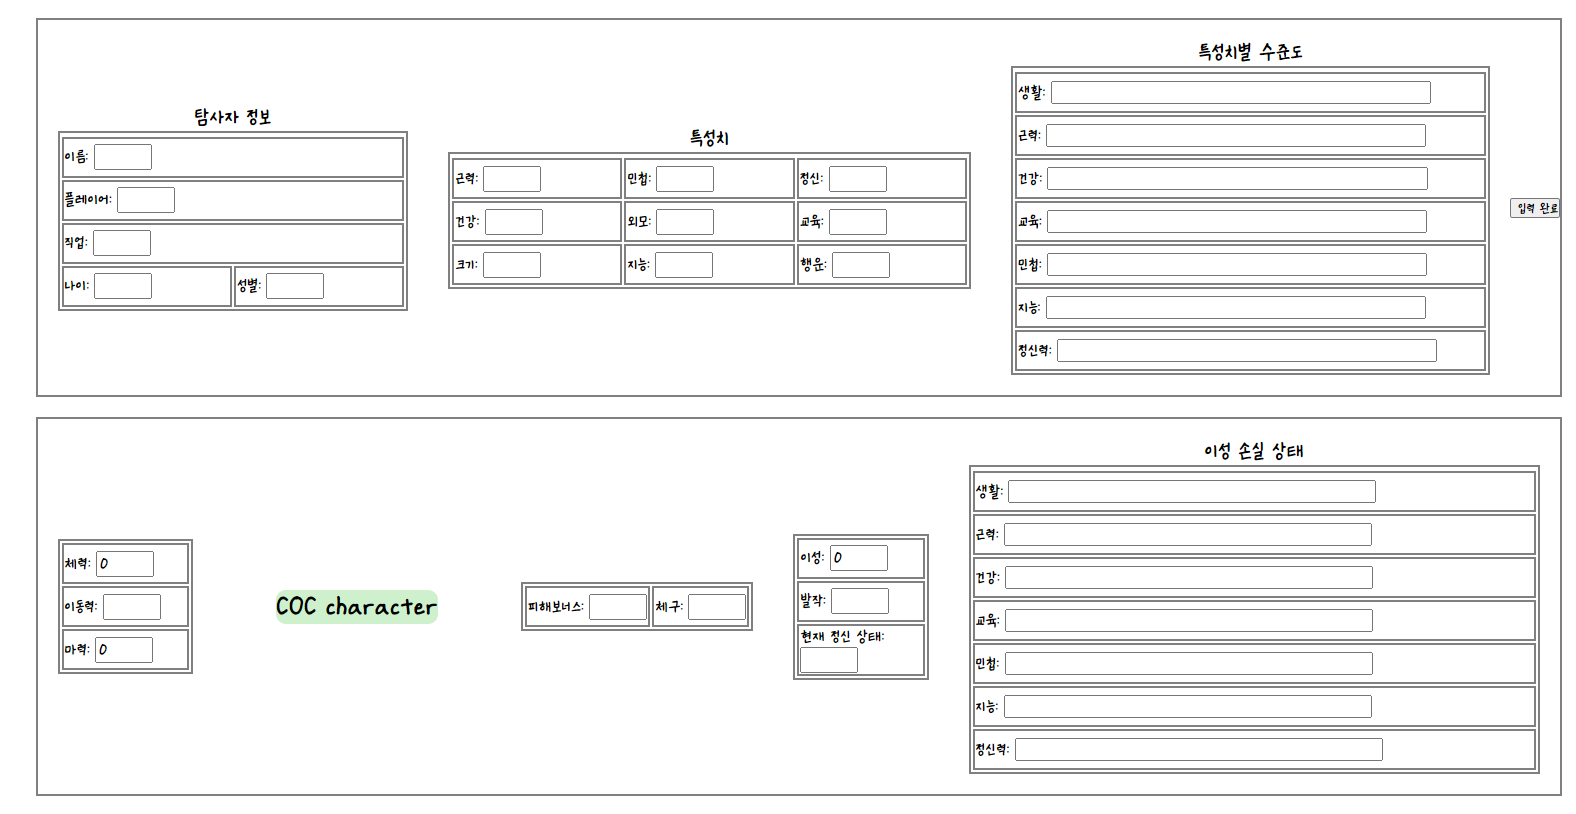 탐사자 정보
이름:
플레이어:
직업:
나이: 성별:
특성치
근력: 민첩: 정신:
건강: 외모: 교육:
크기: 지능: 행운:
특성치별 수준도
생활:
근력:
건강:
교육:
민첩:
지능:
정신력:
입력 완료
체력: 0
이동력:
마력: 0
COC character
피해보너스: 체구:
이성: 0
발작:
현재 정신 상태:
이성 손실 상태
생활:
근력:
건강:
교육:
민첩:
지능:
정신력: